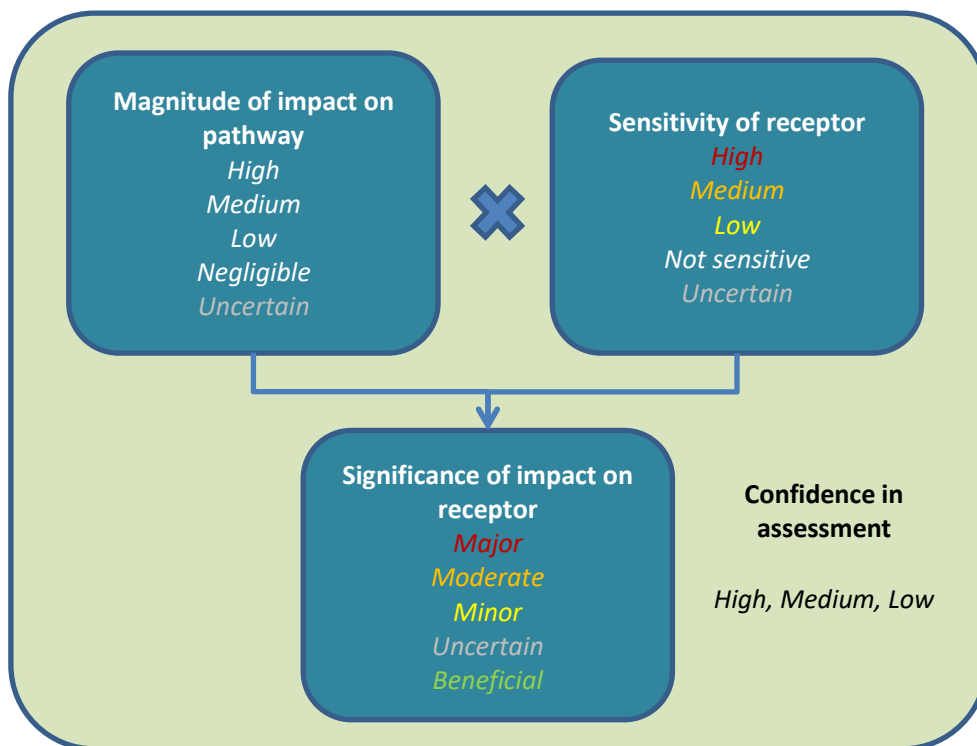 Magnitude of impact on
pathway
High
Medium
Low
Negligible
Uncertain
Sensitivity of receptor
High
Medium
Low
Not sensitive
Uncertain
Significance of impact on
receptor
Major
Moderate
Minor
Uncertain
Beneficial
Confidence in
assessment
High, Medium, Low